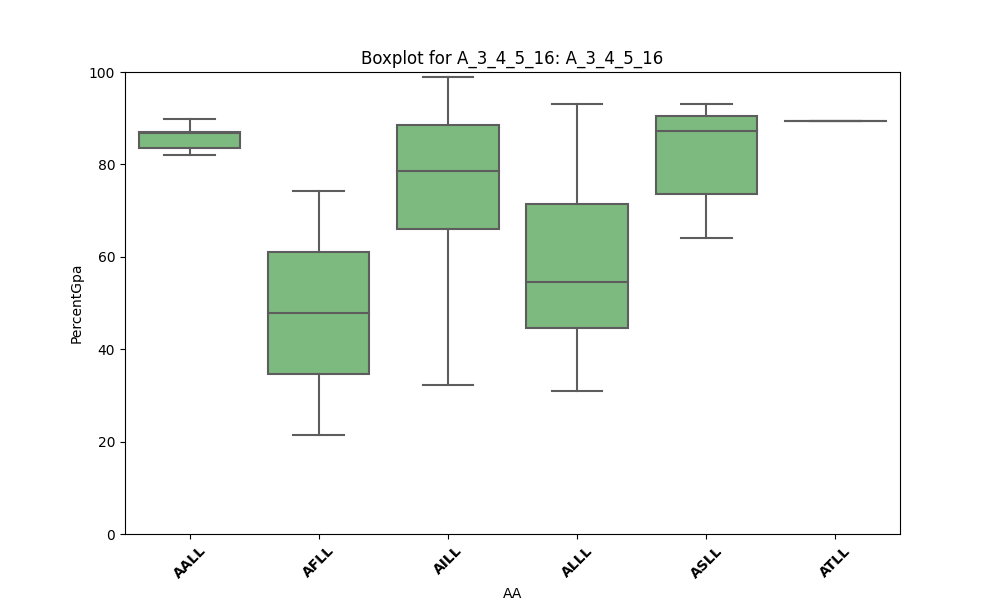 Boxplot for A_3_4_5_16: A_3_4_5_16
100
80
60
40
20
0
PercentGpa
AALL
AFLL
AILL
ALLL
ASLL
ATLL
AA